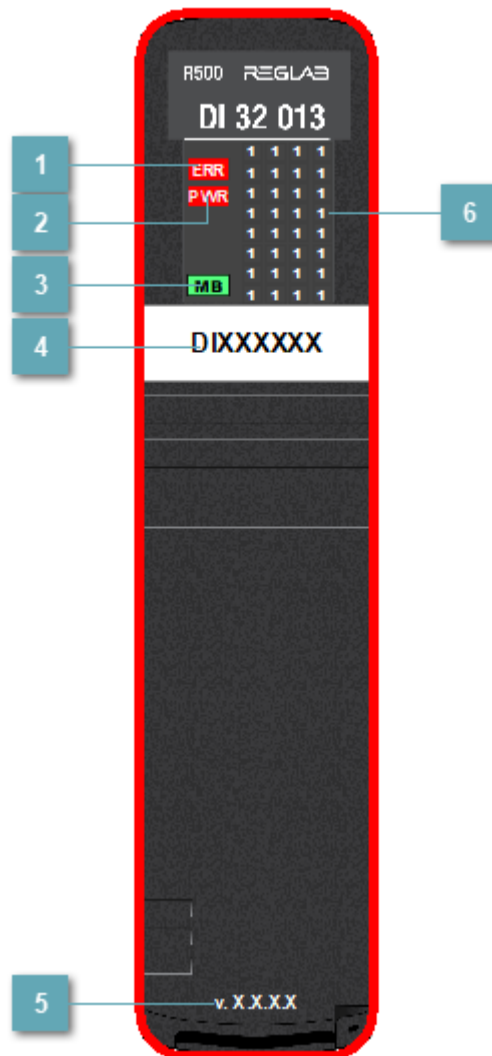 R500 REGLAB
DI 32 013
1 1 1 1
1 ERR 1 1 1 1
PWR 1 1 1 1
2 1 1 1 1 6
1 1 1 1
1 1 1 1
3 MB 1 1 1 1
1 1 1 1
4 DIXXXXXX
5 v. X.X.X.X